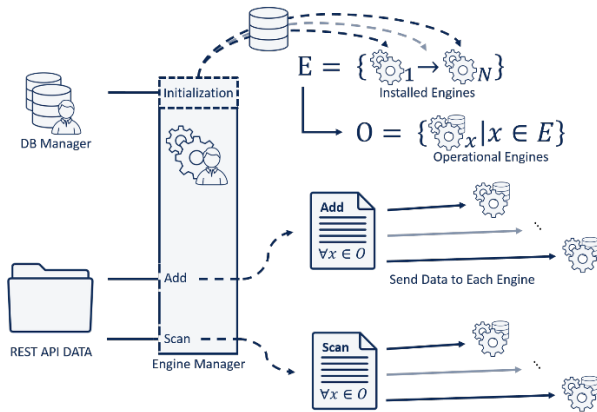 E = { 1 → N}
Installed Engines
Initialization
DB Manager
O = { x|x ∈ E}
Operational Engines
Add
∀x ∈ O
Add
Send Data to Each Engine
REST API DATA
Scan
Engine Manager
Scan
∀x ∈ O